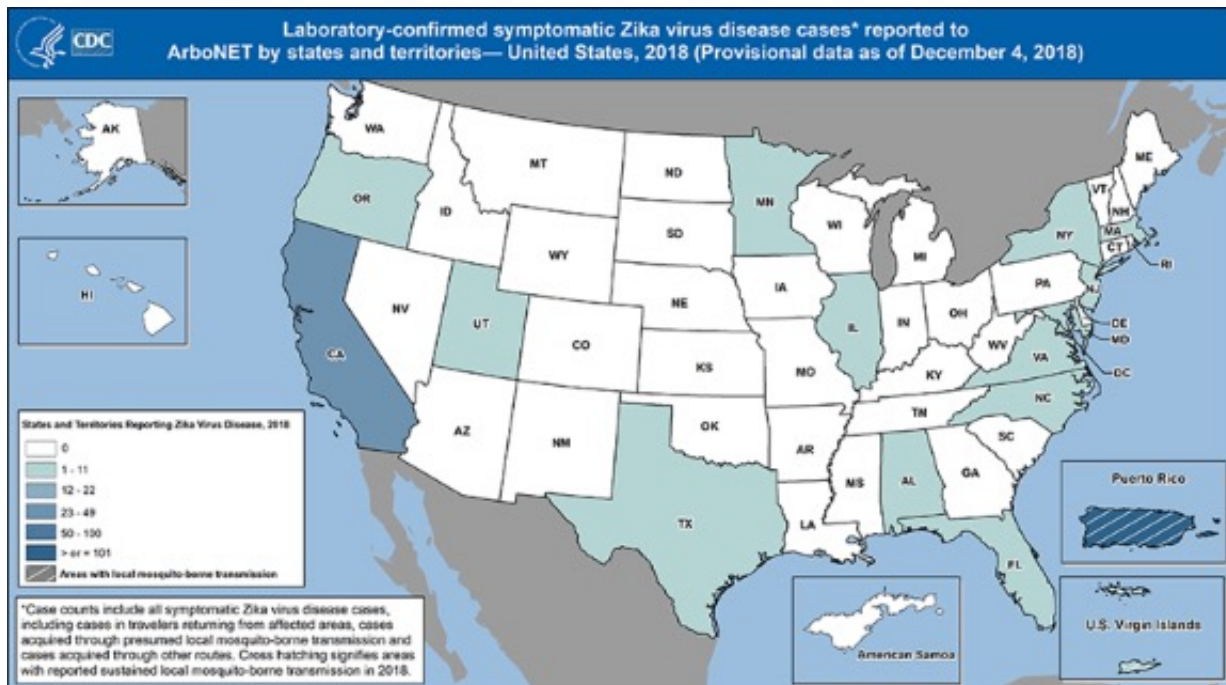 CDC
Laboratory-confirmed symptomatic Zika virus disease cases* reported to
ArboNET by states and territories— United States, 2018 (Provisional data as of December 4, 2018)
AK
HI
WA
OR
CA
ID
NV
MT
WY
UT
AZ
CO
NM
ND
SD
NE
KS
OK
TX
MN
IA
MO
AR
LA
WI
IL
MI
IN
OH
KY
TN
MS
AL
GA
FL
SC
NC
VA
WV
PA
NY
VT
NH
ME
MA
CT
RI
NJ
DE
MD
DC
States and Territories Reporting Zika Virus Disease, 2018
0
1 - 11
12 - 22
23 - 49
50 - 100
> or = 101
Areas with local mosquito-borne transmission
*Case counts include all symptomatic Zika virus disease cases,
including cases in travelers returning from affected areas, cases
acquired through presumed local mosquito-borne transmission and
cases acquired through other routes. Cross hatching signifies areas
with reported sustained local mosquito-borne transmission in 2018.
Puerto Rico
American Samoa
U.S. Virgin Islands